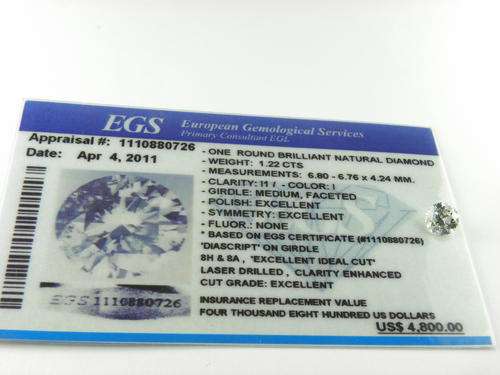 EGS European Gemological Services
Primary Consultant EGL
Appraisal #: 1110880726
Date: Apr 4, 2011
- ONE ROUND BRILLIANT NATURAL DIAMOND
- WEIGHT: 1.22 CTS
- MEASUREMENTS: 6.80 - 6.76 x 4.24 MM.
- CLARITY: I1 / - COLOR: I
- GIRDLE: MEDIUM, FACETED
- POLISH: EXCELLENT
- SYMMETRY: EXCELLENT
- FLUOR.: NONE
* BASED ON EGS CERTIFICATE (#1110880726)
'DIASCRIPT' ON GIRDLE
8H & 8A, 'EXCELLENT IDEAL CUT'
LASER DRILLED, CLARITY ENHANCED
CUT GRADE: EXCELLENT
EGS 1110880726
INSURANCE REPLACEMENT VALUE
FOUR THOUSAND EIGHT HUNDRED US DOLLARS
US$ 4,800.00